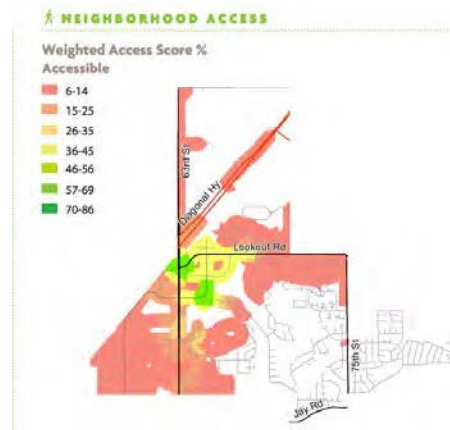 NEIGHBORHOOD ACCESS
Weighted Access Score %
Accessible
6-14
15-25
26-35
36-45
46-56
57-69
70-86
63rd St
Diagonal Hy
Lookout Rd
75th St
Jay Rd